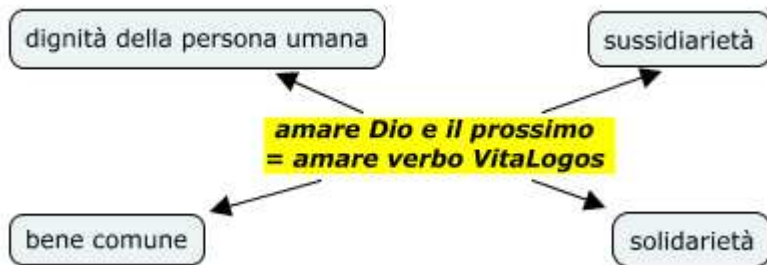 dignità della persona umana
sussidiarietà
amare Dio e il prossimo
= amare verbo VitaLogos
bene comune
solidarietà